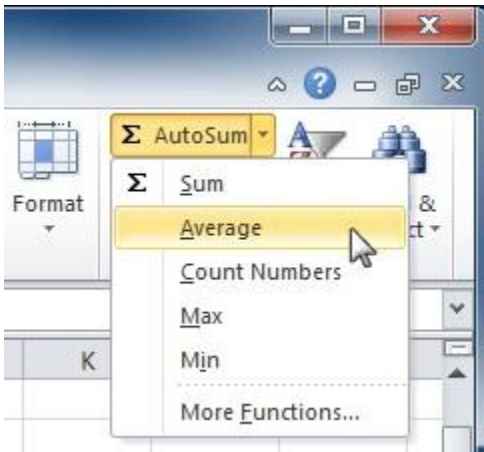 Σ AutoSum
Format
Σ Sum
&
Average
Count Numbers
Max
K
Min
More Functions...